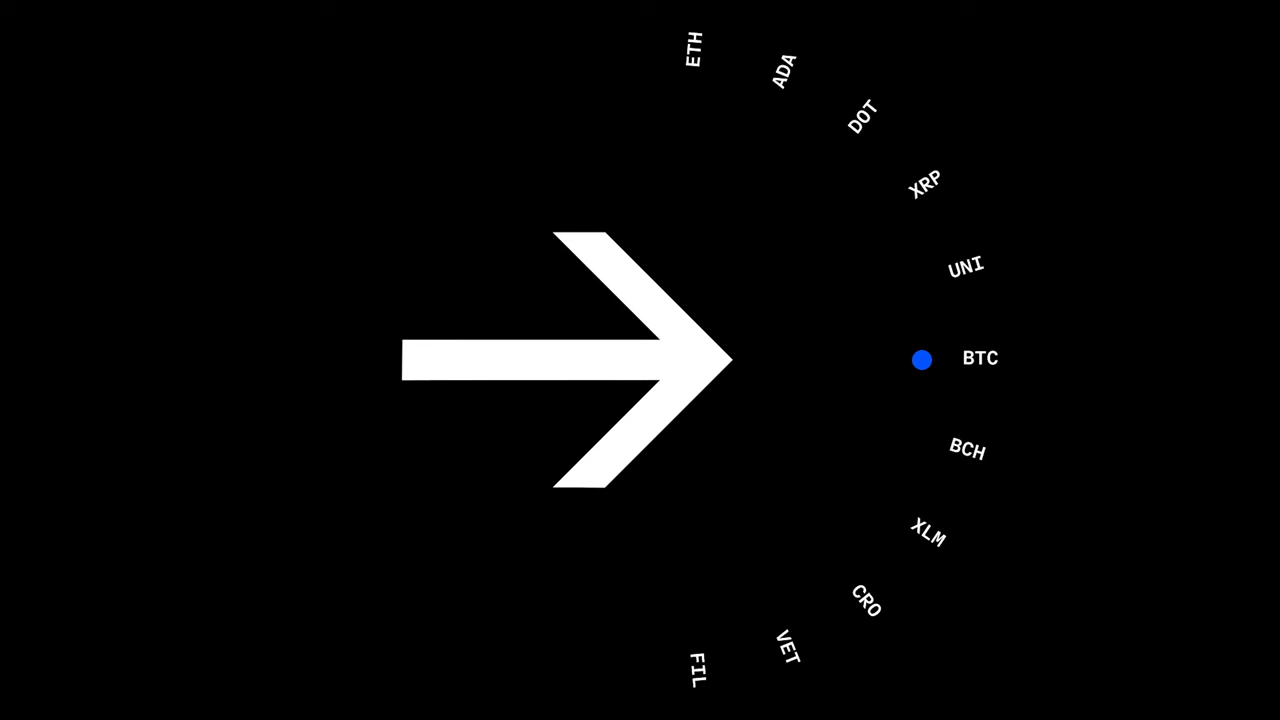 ETH
ADA
DOT
XRP
UNI
BTC
BCH
XLM
CRO
VET
FIL